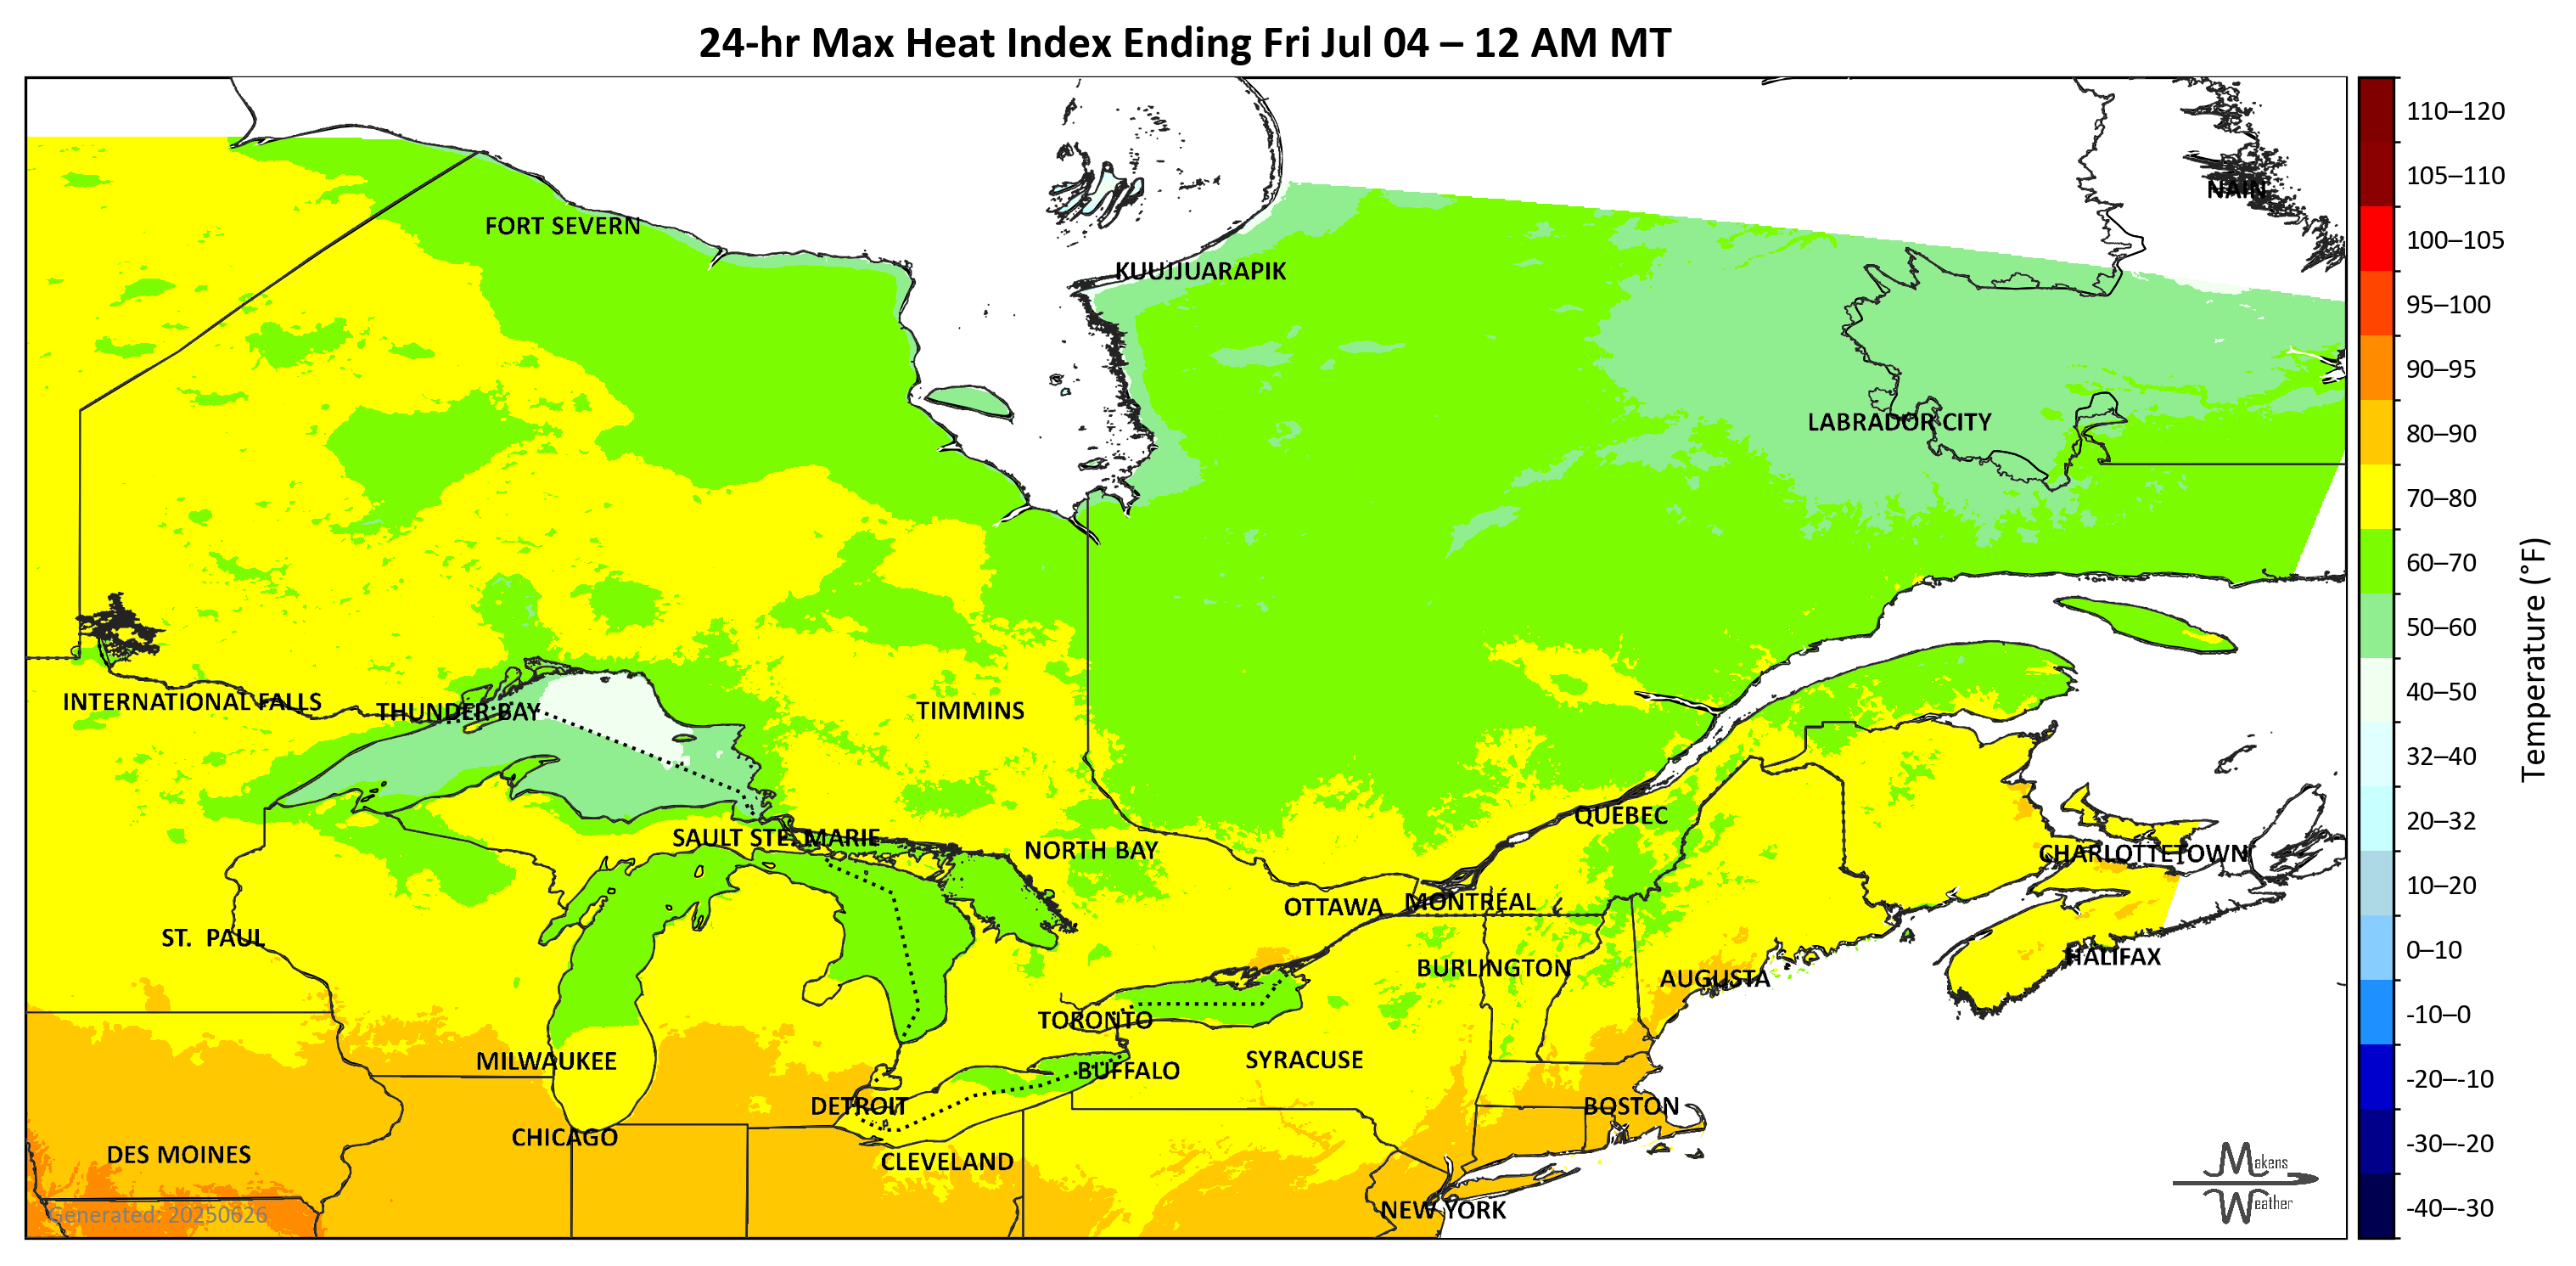 24-hr Max Heat Index Ending Fri Jul 04 – 12 AM MT
NAIN
FORT SEVERN
KUUJJUARAPIK
LABRADOR CITY
INTERNATIONAL FALLS
THUNDER BAY
TIMMINS
SAULT STE. MARIE
NORTH BAY
QUEBEC
CHARLOTTETOWN
OTTAWA
MONTRÉAL
ST. PAUL
BURLINGTON
AUGUSTA
HALIFAX
TORONTO
MILWAUKEE
BUFFALO
SYRACUSE
DETROIT
BOSTON
CHICAGO
DES MOINES
CLEVELAND
NEW YORK
Generated: 20250626
Makens
Weather
110–120
105–110
100–105
95–100
90–95
80–90
70–80
60–70
50–60
40–50
32–40
20–32
10–20
0–10
-10–0
-20–-10
-30–-20
-40–-30
Temperature (°F)